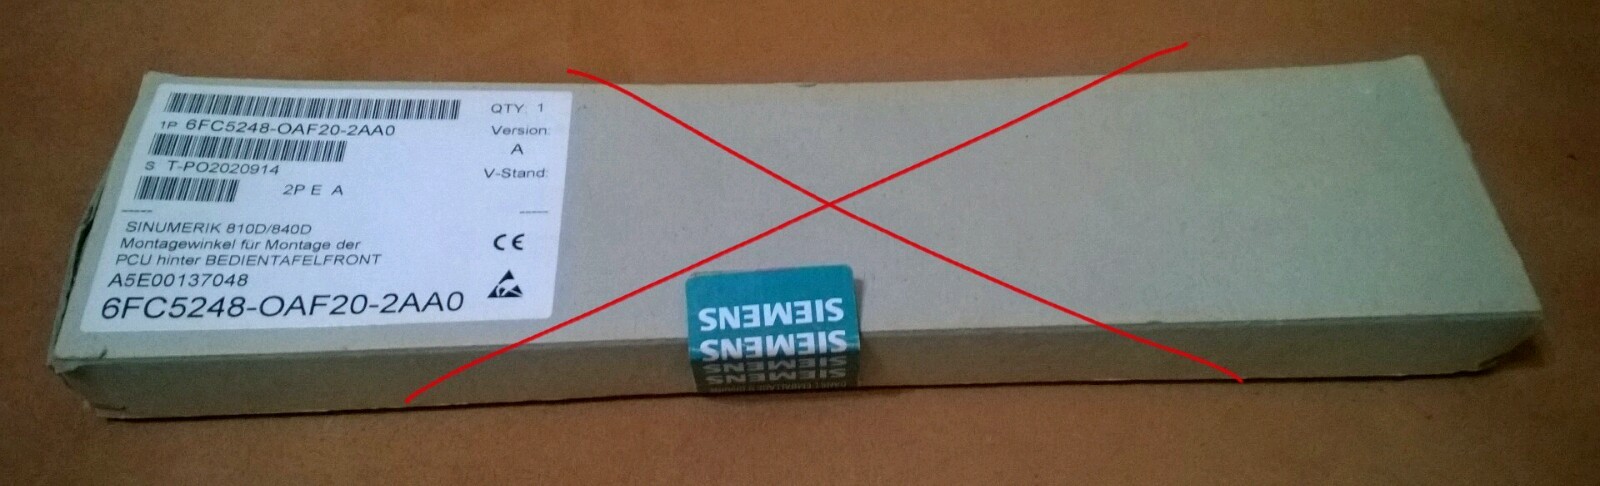 QTY: 1
1P 6FC5248-OAF20-2AA0
Version:
A
S T-PO2020914
V-Stand:
2P E A
SINUMERIK 810D/840D
Montagewinkel für Montage der
PCU hinter BEDIENTAFELFRONT
CE
A5E00137048
6FC5248-OAF20-2AA0
SIEMENS
SIEMENS
SIEMENS
SIEMENS